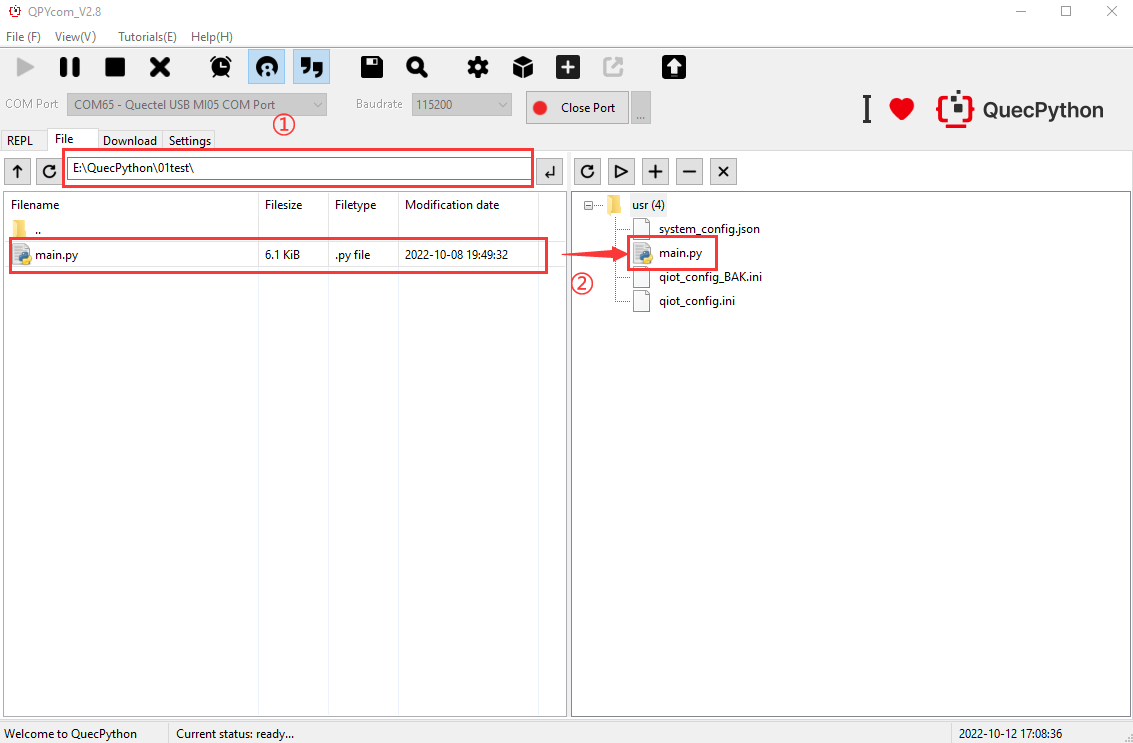 QPYcom_V2.8
File (F) View(V) Tutorials(E) Help(H)
COM Port COM65 - Quectel USB MI05 COM Port Baudrate 115200 Close Port ... QuecPython
①
REPL File Download Settings
E:\QuecPython\01test\
Filename Filesize Filetype Modification date
usr (4)
..
system_config.json
main.py 6.1 KiB .py file 2022-10-08 19:49:32
main.py
②
qiot_config_BAK.ini
qiot_config.ini
Welcome to QuecPython Current status: ready... 2022-10-12 17:08:36